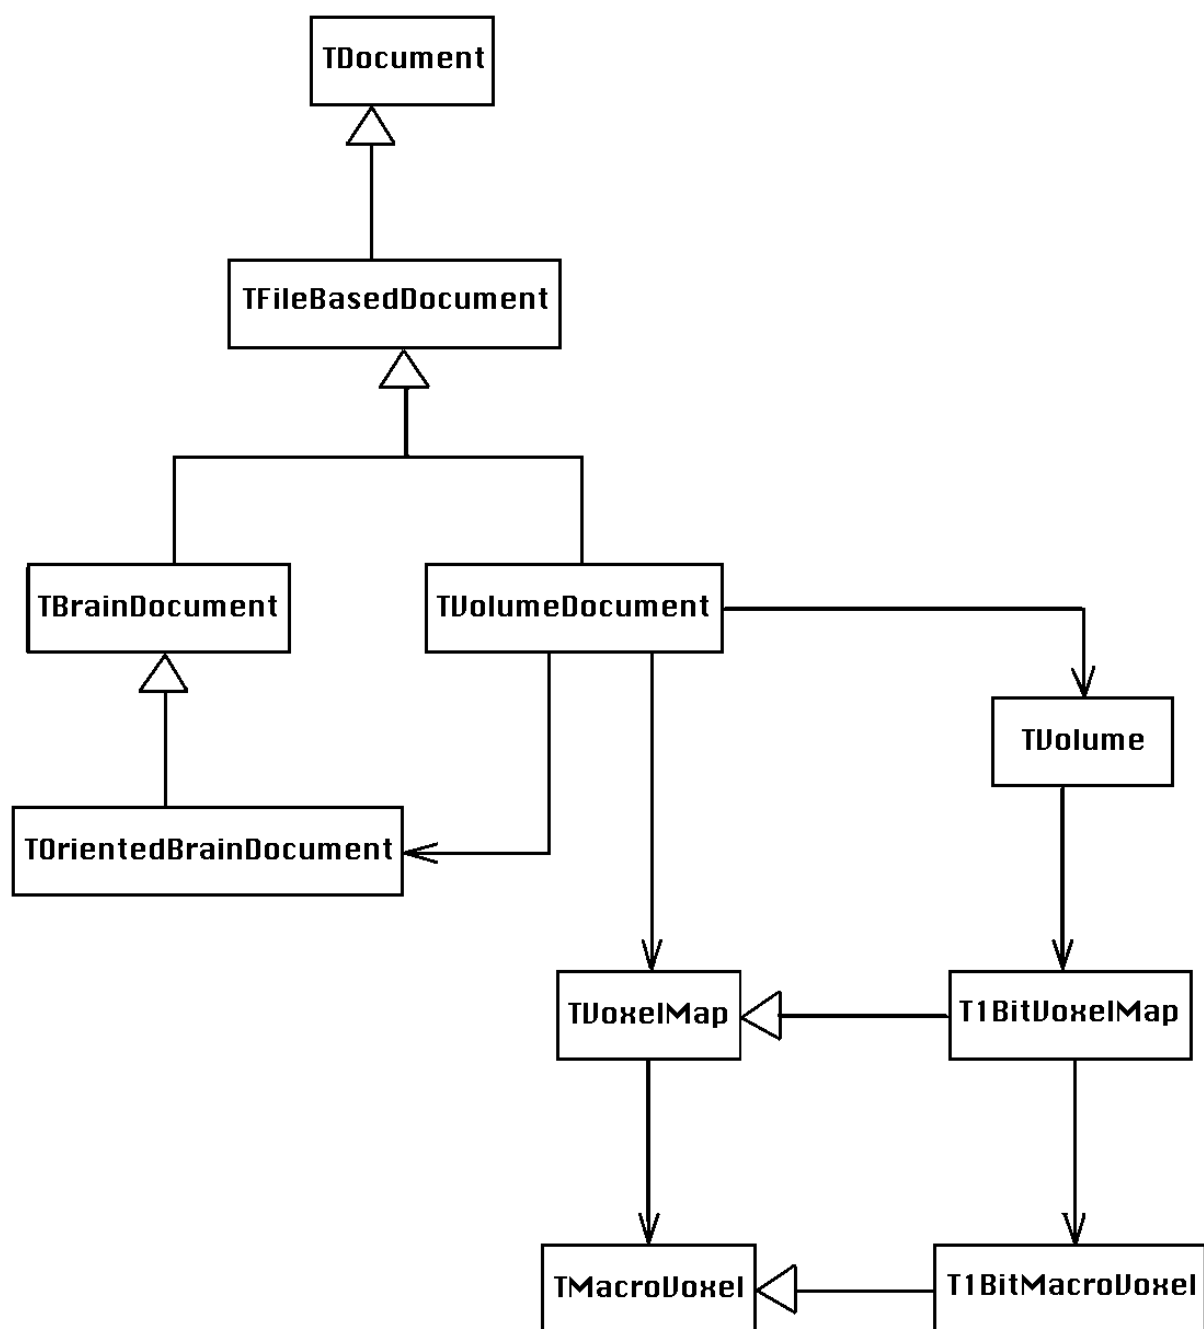 TDocument
TFileBasedDocument
TBrainDocument
TVolumeDocument
TVolume
TOrientedBrainDocument
TVoxelMap
T1BitVoxelMap
TMacroVoxel
T1BitMacroVoxel